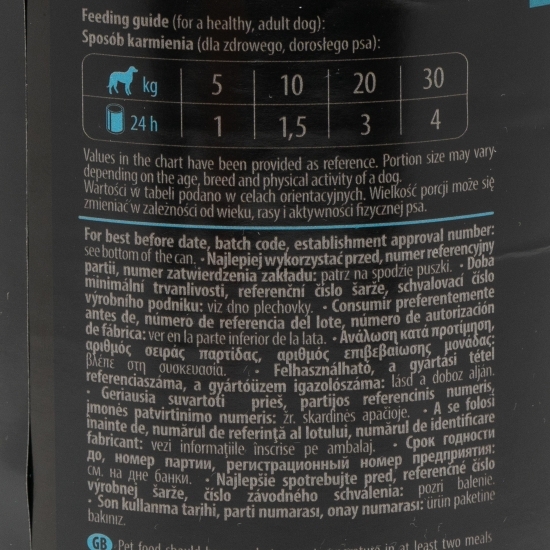 Feeding guide (for a healthy, adult dog):
Sposób karmienia (dla zdrowego, dorosłego psa):
kg 5 10 20 30
24 h 1 1,5 3 4
Values in the chart have been provided as reference. Portion size may vary-
depending on the age, breed and physical activity of a dog.
Wartości w tabeli podano w celach orientacyjnych. Wielkość porcji może się
zmieniać w zależności od wieku, rasy i aktywności fizycznej psa.
For best before date, batch code, establishment approval number:
see bottom of the can. • Najlepiej wykorzystać przed, numer referencyjny
partii, numer zatwierdzenia zakładu: patrz na spodzie puszki. • Doba
minimální trvanlivosti, referenční číslo šarže, schvalovací číslo
výrobního podniku: viz dno plechovky. • Consumir preferentemente
antes de, número de referencia del lote, número de autorización
de fábrica: ver en la parte inferior de la lata. • Ανάλωση κατά προτίμηση,
αριθμός σειράς παρτίδας, αριθμός επιβεβαίωσης μονάδας:
βλέπε στη συσκευασία. • Felhasználható, a gyártási tétel
referenciaszáma, a gyártóüzem igazolószáma: lásd a doboz alján.
• Geriausia suvartoti prieš, partijos referencinis numeris,
įmonės patvirtinimo numeris: žr. skardinės apačioje. • A se folosi
înainte de, numărul de referință al lotului, numărul de identificare
fabricant: vezi informațiile înscrise pe ambalaj. • Срок годности
до, номер партии, регистрационный номер предприятия:
см. на дне банки. • Najlepšie spotrebujte pred, referenčné číslo
výrobnej šarže, číslo závodného schválenia: pozri balenie.
• Son kullanma tarihi, parti numarası, onay numarası: ürün paketine
bakınız.
GB Pet food should in at least two meals